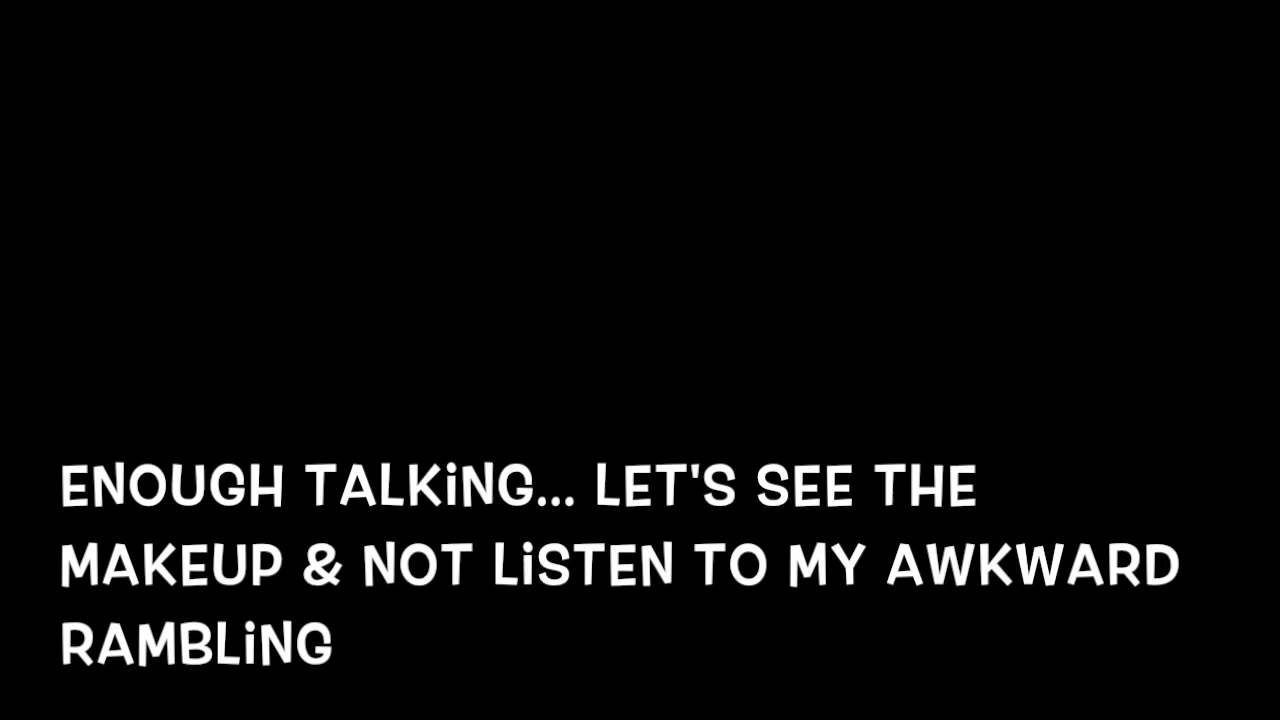 ENOUGH TALKiNG... LET'S SEE THE
MAKEUP & NOT LiSTEN TO MY AWKWARD
RAMBLiNG